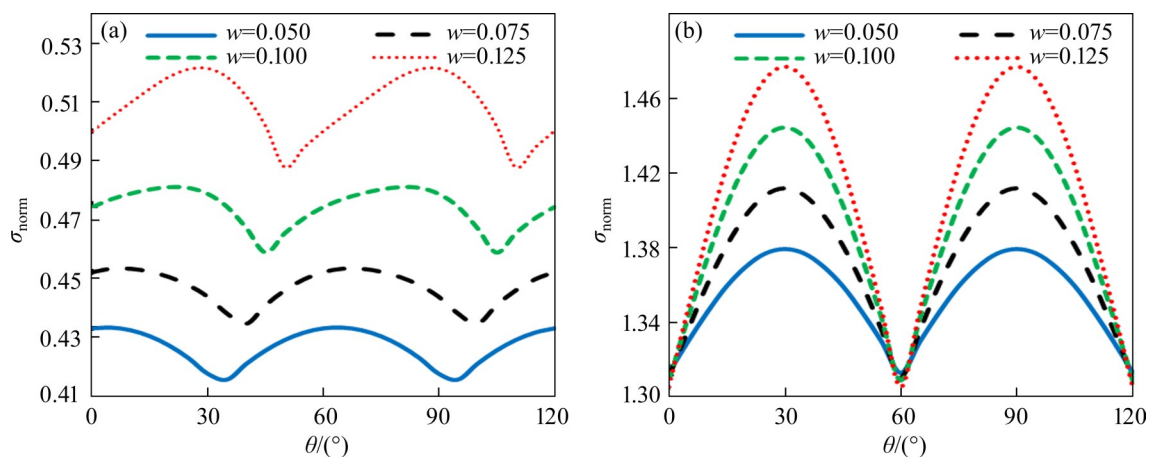 (a)
w=0.050
w=0.075
w=0.100
w=0.125
0.53
0.51
0.49
0.47
0.45
0.43
0.41
σnorm
0 30 60 90 120
θ/(°)
(b)
w=0.050
w=0.075
w=0.100
w=0.125
1.46
1.42
1.38
1.34
1.30
σnorm
0 30 60 90 120
θ/(°)